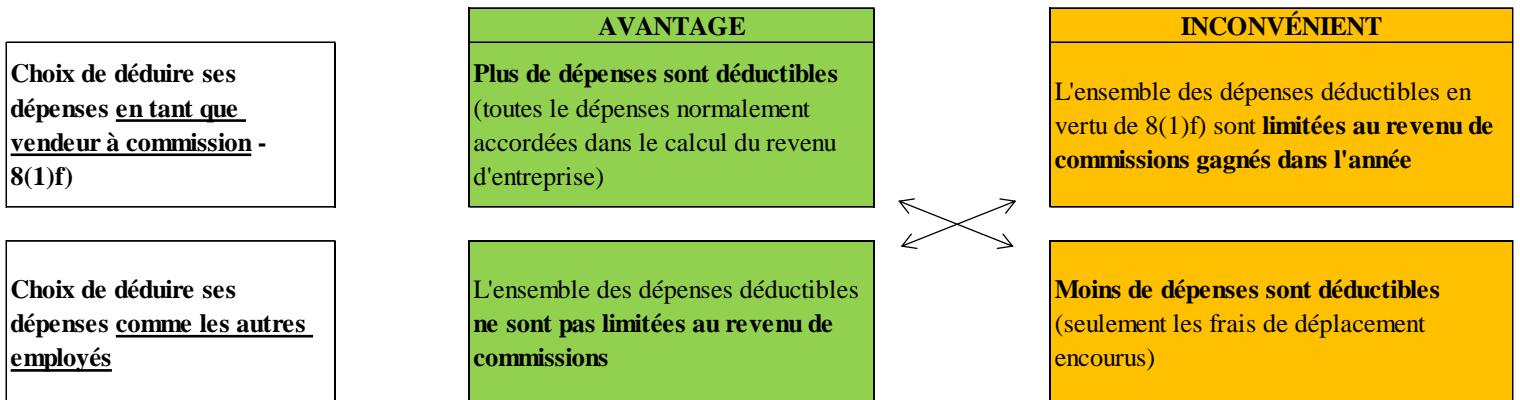 AVANTAGE
INCONVÉNIENT
Choix de déduire ses
dépenses en tant que
vendeur à commission -
8(1)f)
Plus de dépenses sont déductibles
(toutes le dépenses normalement
accordées dans le calcul du revenu
d'entreprise)
L'ensemble des dépenses déductibles en
vertu de 8(1)f) sont limitées au revenu de
commissions gagnés dans l'année
Choix de déduire ses
dépenses comme les autres
employés
L'ensemble des dépenses déductibles
ne sont pas limitées au revenu de
commissions
Moins de dépenses sont déductibles
(seulement les frais de déplacement
encourus)